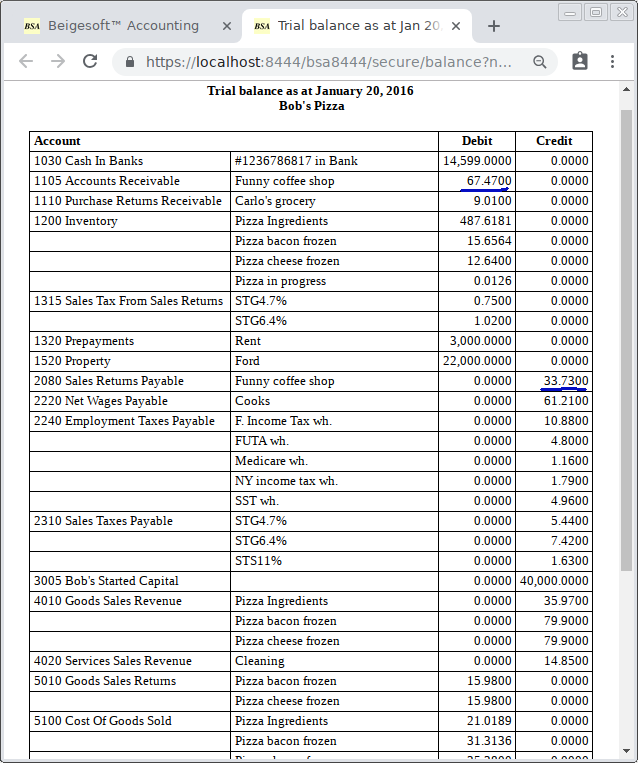 BSA Beigesoft™ Accounting × BSA Trial balance as at Jan 20, × +
https://localhost:8444/bsa8444/secure/balance?n...
Trial balance as at January 20, 2016
Bob's Pizza
Account Debit Credit
1030 Cash In Banks #1236786817 in Bank 14,599.0000 0.0000
1105 Accounts Receivable Funny coffee shop 67.4700 0.0000
1110 Purchase Returns Receivable Carlo's grocery 9.0100 0.0000
1200 Inventory Pizza Ingredients 487.6181 0.0000
Pizza bacon frozen 15.6564 0.0000
Pizza cheese frozen 12.6400 0.0000
Pizza in progress 0.0126 0.0000
1315 Sales Tax From Sales Returns STG4.7% 0.7500 0.0000
STG6.4% 1.0200 0.0000
1320 Prepayments Rent 3,000.0000 0.0000
1520 Property Ford 22,000.0000 0.0000
2080 Sales Returns Payable Funny coffee shop 0.0000 33.7300
2220 Net Wages Payable Cooks 0.0000 61.2100
2240 Employment Taxes Payable F. Income Tax wh. 0.0000 10.8800
FUTA wh. 0.0000 4.8000
Medicare wh. 0.0000 1.1600
NY income tax wh. 0.0000 1.7900
SST wh. 0.0000 4.9600
2310 Sales Taxes Payable STG4.7% 0.0000 5.4400
STG6.4% 0.0000 7.4200
STS11% 0.0000 1.6300
3005 Bob's Started Capital 0.0000 40,000.0000
4010 Goods Sales Revenue Pizza Ingredients 0.0000 35.9700
Pizza bacon frozen 0.0000 79.9000
Pizza cheese frozen 0.0000 79.9000
4020 Services Sales Revenue Cleaning 0.0000 14.8500
5010 Goods Sales Returns Pizza bacon frozen 15.9800 0.0000
Pizza cheese frozen 15.9800 0.0000
5100 Cost Of Goods Sold Pizza Ingredients 21.0189 0.0000
Pizza bacon frozen 31.3136 0.0000